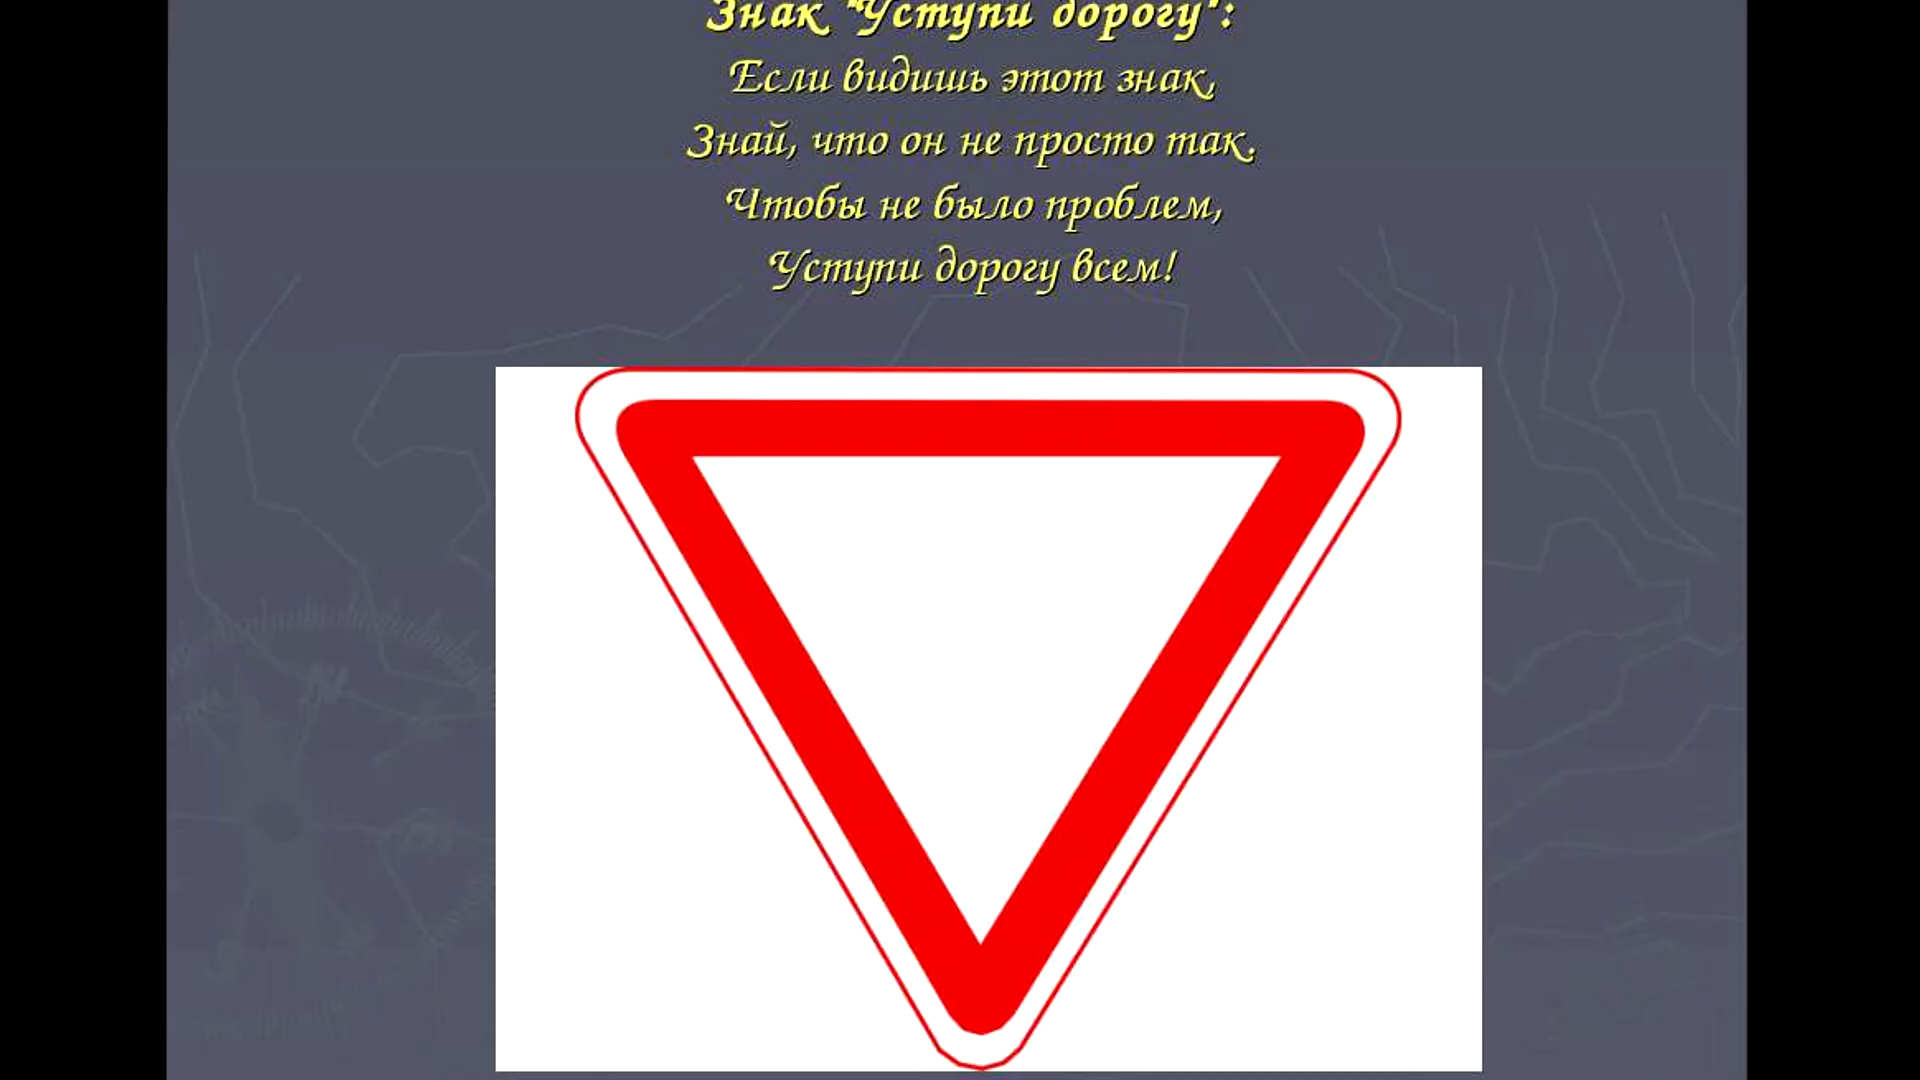 Знак "Уступи дорогу":
Если видишь этот знак,
Знай, что он не просто так.
Чтобы не было проблем,
Уступи дорогу всем!